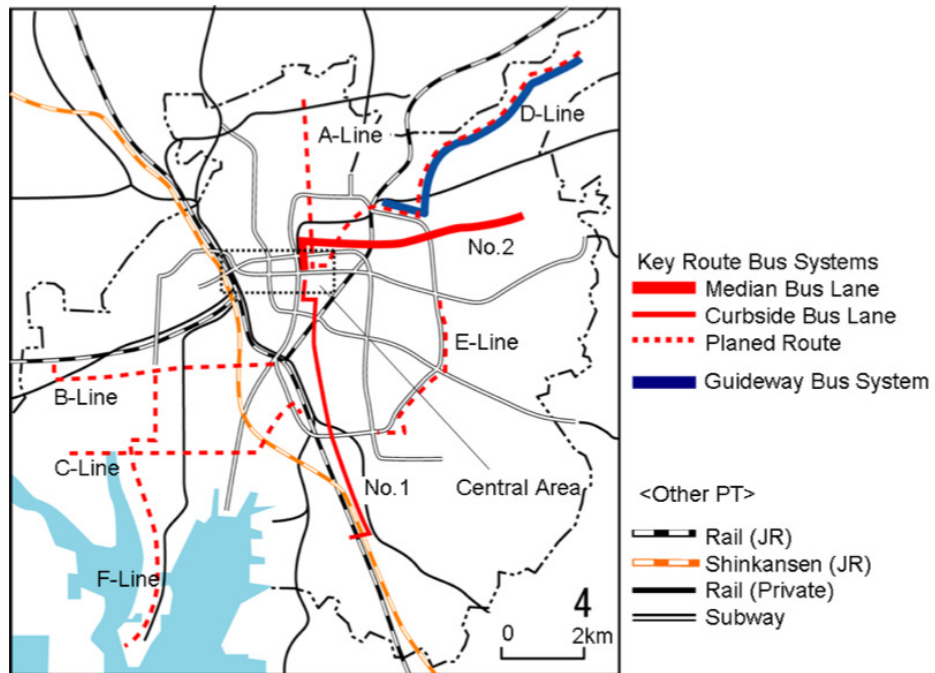 A-Line
D-Line
No.2
E-Line
B-Line
C-Line
No.1
Central Area
F-Line
4
0 2km
Key Route Bus Systems
Median Bus Lane
Curbside Bus Lane
Planed Route
Guideway Bus System
<Other PT>
Rail (JR)
Shinkansen (JR)
Rail (Private)
Subway